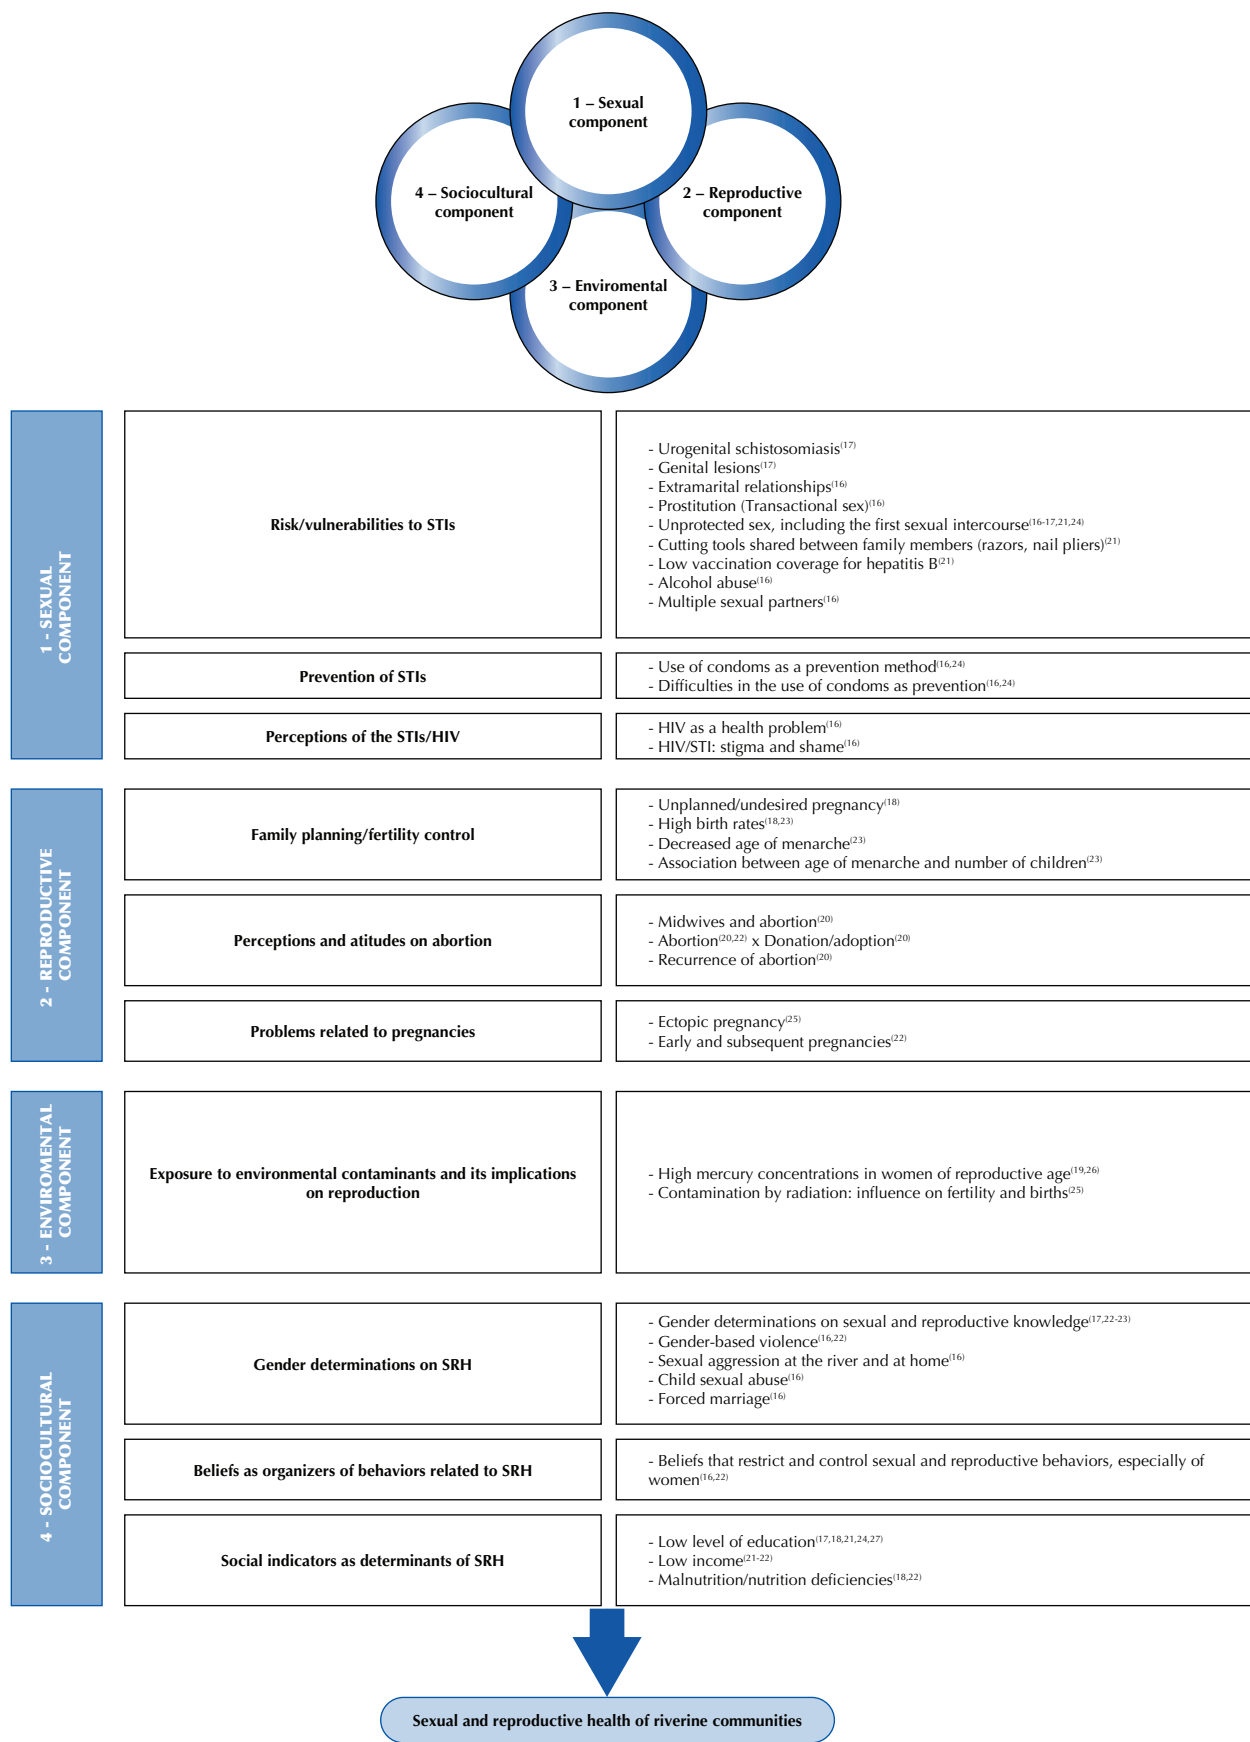 1 – Sexual
component
4 – Sociocultural
component
2 – Reproductive
component
3 – Enviromental
component
1 - SEXUAL
COMPONENT
Risk/vulnerabilities to STIs
- Urogenital schistosomiasis(17)
- Genital lesions(17)
- Extramarital relationships(16)
- Prostitution (Transactional sex)(16)
- Unprotected sex, including the first sexual intercourse(16-17,21,24)
- Cutting tools shared between family members (razors, nail pliers)(21)
- Low vaccination coverage for hepatitis B(21)
- Alcohol abuse(16)
- Multiple sexual partners(16)
Prevention of STIs
- Use of condoms as a prevention method(16,24)
- Difficulties in the use of condoms as prevention(16,24)
Perceptions of the STIs/HIV
- HIV as a health problem(16)
- HIV/STI: stigma and shame(16)
2 - REPRODUCTIVE
COMPONENT
Family planning/fertility control
- Unplanned/undesired pregnancy(18)
- High birth rates(18,23)
- Decreased age of menarche(23)
- Association between age of menarche and number of children(23)
Perceptions and atitudes on abortion
- Midwives and abortion(20)
- Abortion(20,22) x Donation/adoption(20)
- Recurrence of abortion(20)
Problems related to pregnancies
- Ectopic pregnancy(25)
- Early and subsequent pregnancies(22)
3 - ENVIROMENTAL
COMPONENT
Exposure to environmental contaminants and its implications
on reproduction
- High mercury concentrations in women of reproductive age(19,26)
- Contamination by radiation: influence on fertility and births(25)
4 - SOCIOCULTURAL
COMPONENT
Gender determinations on SRH
- Gender determinations on sexual and reproductive knowledge(17,22-23)
- Gender-based violence(16,22)
- Sexual aggression at the river and at home(16)
- Child sexual abuse(16)
- Forced marriage(16)
Beliefs as organizers of behaviors related to SRH
- Beliefs that restrict and control sexual and reproductive behaviors, especially of
women(16,22)
Social indicators as determinants of SRH
- Low level of education(17,18,21,24,27)
- Low income(21-22)
- Malnutrition/nutrition deficiencies(18,22)
Sexual and reproductive health of riverine communities